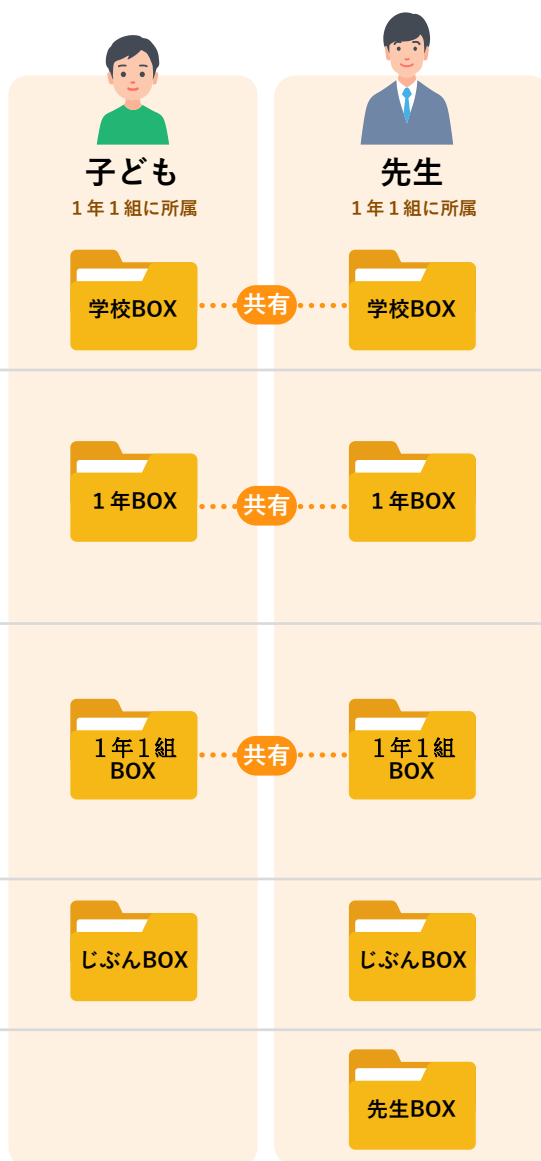 子ども
先生
1年1組に所属
1年1組に所属
学校BOX
共有
学校BOX
1年BOX
共有
1年BOX
1年1組
BOX
共有
1年1組
BOX
じぶんBOX
じぶんBOX
先生BOX